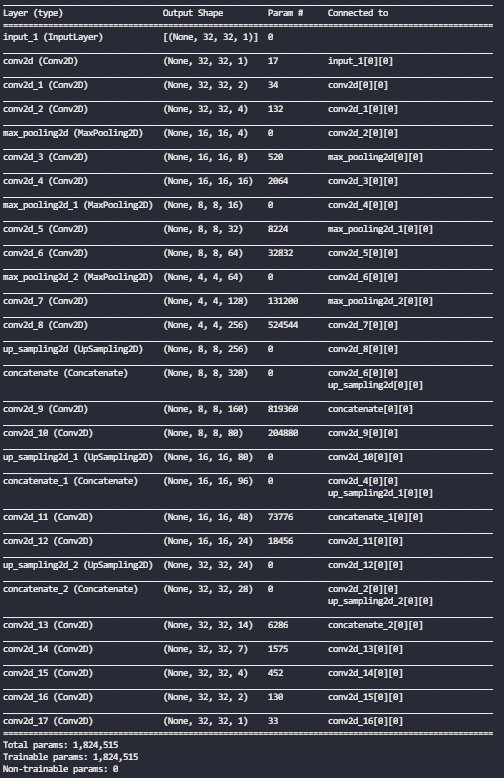 Layer (type) Output Shape Param # Connected to
input_1 (InputLayer) [(None, 32, 32, 1)] 0
conv2d (Conv2D) (None, 32, 32, 1) 17 input_1[0][0]
conv2d_1 (Conv2D) (None, 32, 32, 2) 34 conv2d[0][0]
conv2d_2 (Conv2D) (None, 32, 32, 4) 132 conv2d_1[0][0]
max_pooling2d (MaxPooling2D) (None, 16, 16, 4) 0 conv2d_2[0][0]
conv2d_3 (Conv2D) (None, 16, 16, 8) 520 max_pooling2d[0][0]
conv2d_4 (Conv2D) (None, 16, 16, 16) 2064 conv2d_3[0][0]
max_pooling2d_1 (MaxPooling2D) (None, 8, 8, 16) 0 conv2d_4[0][0]
conv2d_5 (Conv2D) (None, 8, 8, 32) 8224 max_pooling2d_1[0][0]
conv2d_6 (Conv2D) (None, 8, 8, 64) 32832 conv2d_5[0][0]
max_pooling2d_2 (MaxPooling2D) (None, 4, 4, 64) 0 conv2d_6[0][0]
conv2d_7 (Conv2D) (None, 4, 4, 128) 131200 max_pooling2d_2[0][0]
conv2d_8 (Conv2D) (None, 4, 4, 256) 524544 conv2d_7[0][0]
up_sampling2d (UpSampling2D) (None, 8, 8, 256) 0 conv2d_8[0][0]
concatenate (Concatenate) (None, 8, 8, 320) 0 conv2d_6[0][0]
up_sampling2d[0][0]
conv2d_9 (Conv2D) (None, 8, 8, 160) 819360 concatenate[0][0]
conv2d_10 (Conv2D) (None, 8, 8, 80) 204880 conv2d_9[0][0]
up_sampling2d_1 (UpSampling2D) (None, 16, 16, 80) 0 conv2d_10[0][0]
concatenate_1 (Concatenate) (None, 16, 16, 96) 0 conv2d_4[0][0]
up_sampling2d_1[0][0]
conv2d_11 (Conv2D) (None, 16, 16, 48) 73776 concatenate_1[0][0]
conv2d_12 (Conv2D) (None, 16, 16, 24) 18456 conv2d_11[0][0]
up_sampling2d_2 (UpSampling2D) (None, 32, 32, 24) 0 conv2d_12[0][0]
concatenate_2 (Concatenate) (None, 32, 32, 28) 0 conv2d_2[0][0]
up_sampling2d_2[0][0]
conv2d_13 (Conv2D) (None, 32, 32, 14) 6286 concatenate_2[0][0]
conv2d_14 (Conv2D) (None, 32, 32, 7) 1575 conv2d_13[0][0]
conv2d_15 (Conv2D) (None, 32, 32, 4) 452 conv2d_14[0][0]
conv2d_16 (Conv2D) (None, 32, 32, 2) 130 conv2d_15[0][0]
conv2d_17 (Conv2D) (None, 32, 32, 1) 33 conv2d_16[0][0]
Total params: 1,824,515
Trainable params: 1,824,515
Non-trainable params: 0